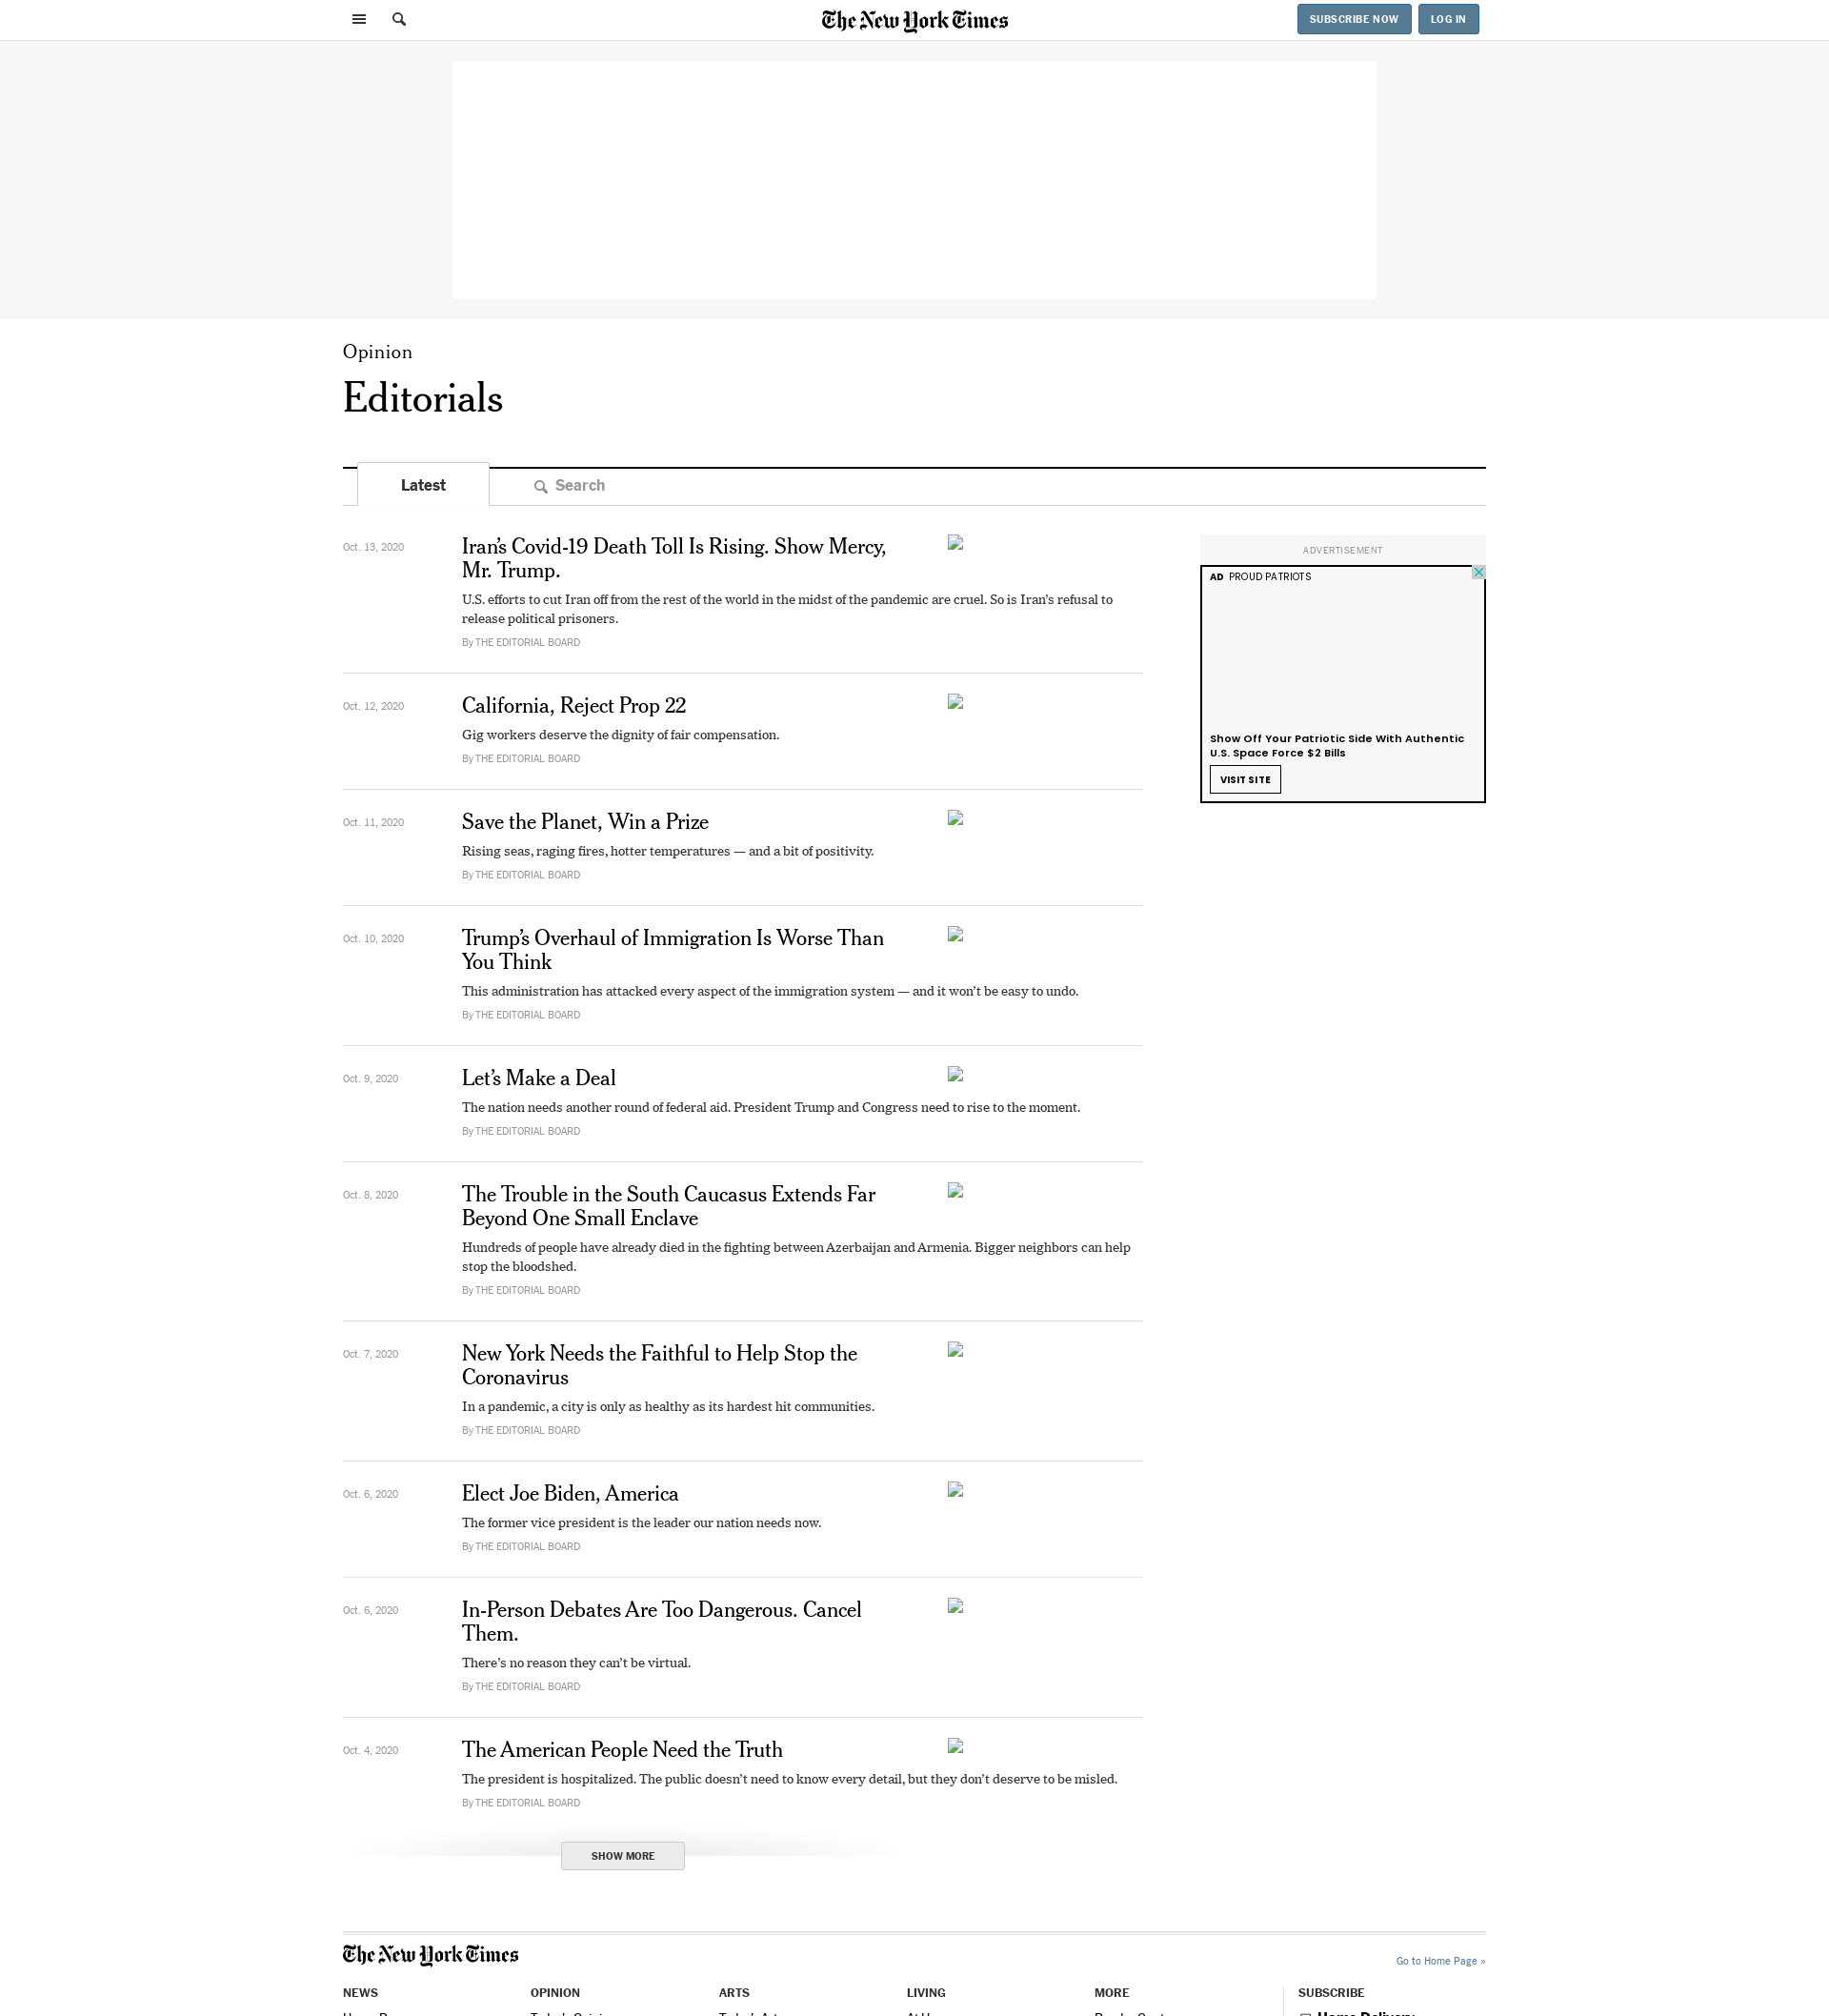 The New York Times
SUBSCRIBE NOW
LOG IN
Opinion
Editorials
Latest
Search
Oct. 13, 2020
Iran’s Covid-19 Death Toll Is Rising. Show Mercy,
Mr. Trump.
U.S. efforts to cut Iran off from the rest of the world in the midst of the pandemic are cruel. So is Iran’s refusal to
release political prisoners.
By THE EDITORIAL BOARD
Oct. 12, 2020
California, Reject Prop 22
Gig workers deserve the dignity of fair compensation.
By THE EDITORIAL BOARD
Oct. 11, 2020
Save the Planet, Win a Prize
Rising seas, raging fires, hotter temperatures — and a bit of positivity.
By THE EDITORIAL BOARD
Oct. 10, 2020
Trump’s Overhaul of Immigration Is Worse Than
You Think
This administration has attacked every aspect of the immigration system — and it won’t be easy to undo.
By THE EDITORIAL BOARD
Oct. 9, 2020
Let’s Make a Deal
The nation needs another round of federal aid. President Trump and Congress need to rise to the moment.
By THE EDITORIAL BOARD
Oct. 8, 2020
The Trouble in the South Caucasus Extends Far
Beyond One Small Enclave
Hundreds of people have already died in the fighting between Azerbaijan and Armenia. Bigger neighbors can help
stop the bloodshed.
By THE EDITORIAL BOARD
Oct. 7, 2020
New York Needs the Faithful to Help Stop the
Coronavirus
In a pandemic, a city is only as healthy as its hardest hit communities.
By THE EDITORIAL BOARD
Oct. 6, 2020
Elect Joe Biden, America
The former vice president is the leader our nation needs now.
By THE EDITORIAL BOARD
Oct. 6, 2020
In-Person Debates Are Too Dangerous. Cancel
Them.
There’s no reason they can’t be virtual.
By THE EDITORIAL BOARD
Oct. 4, 2020
The American People Need the Truth
The president is hospitalized. The public doesn’t need to know every detail, but they don’t deserve to be misled.
By THE EDITORIAL BOARD
SHOW MORE
ADVERTISEMENT
AD PROUD PATRIOTS
Show Off Your Patriotic Side With Authentic
U.S. Space Force $2 Bills
VISIT SITE
The New York Times
Go to Home Page »
NEWS
OPINION
ARTS
LIVING
MORE
SUBSCRIBE
Home Delivery